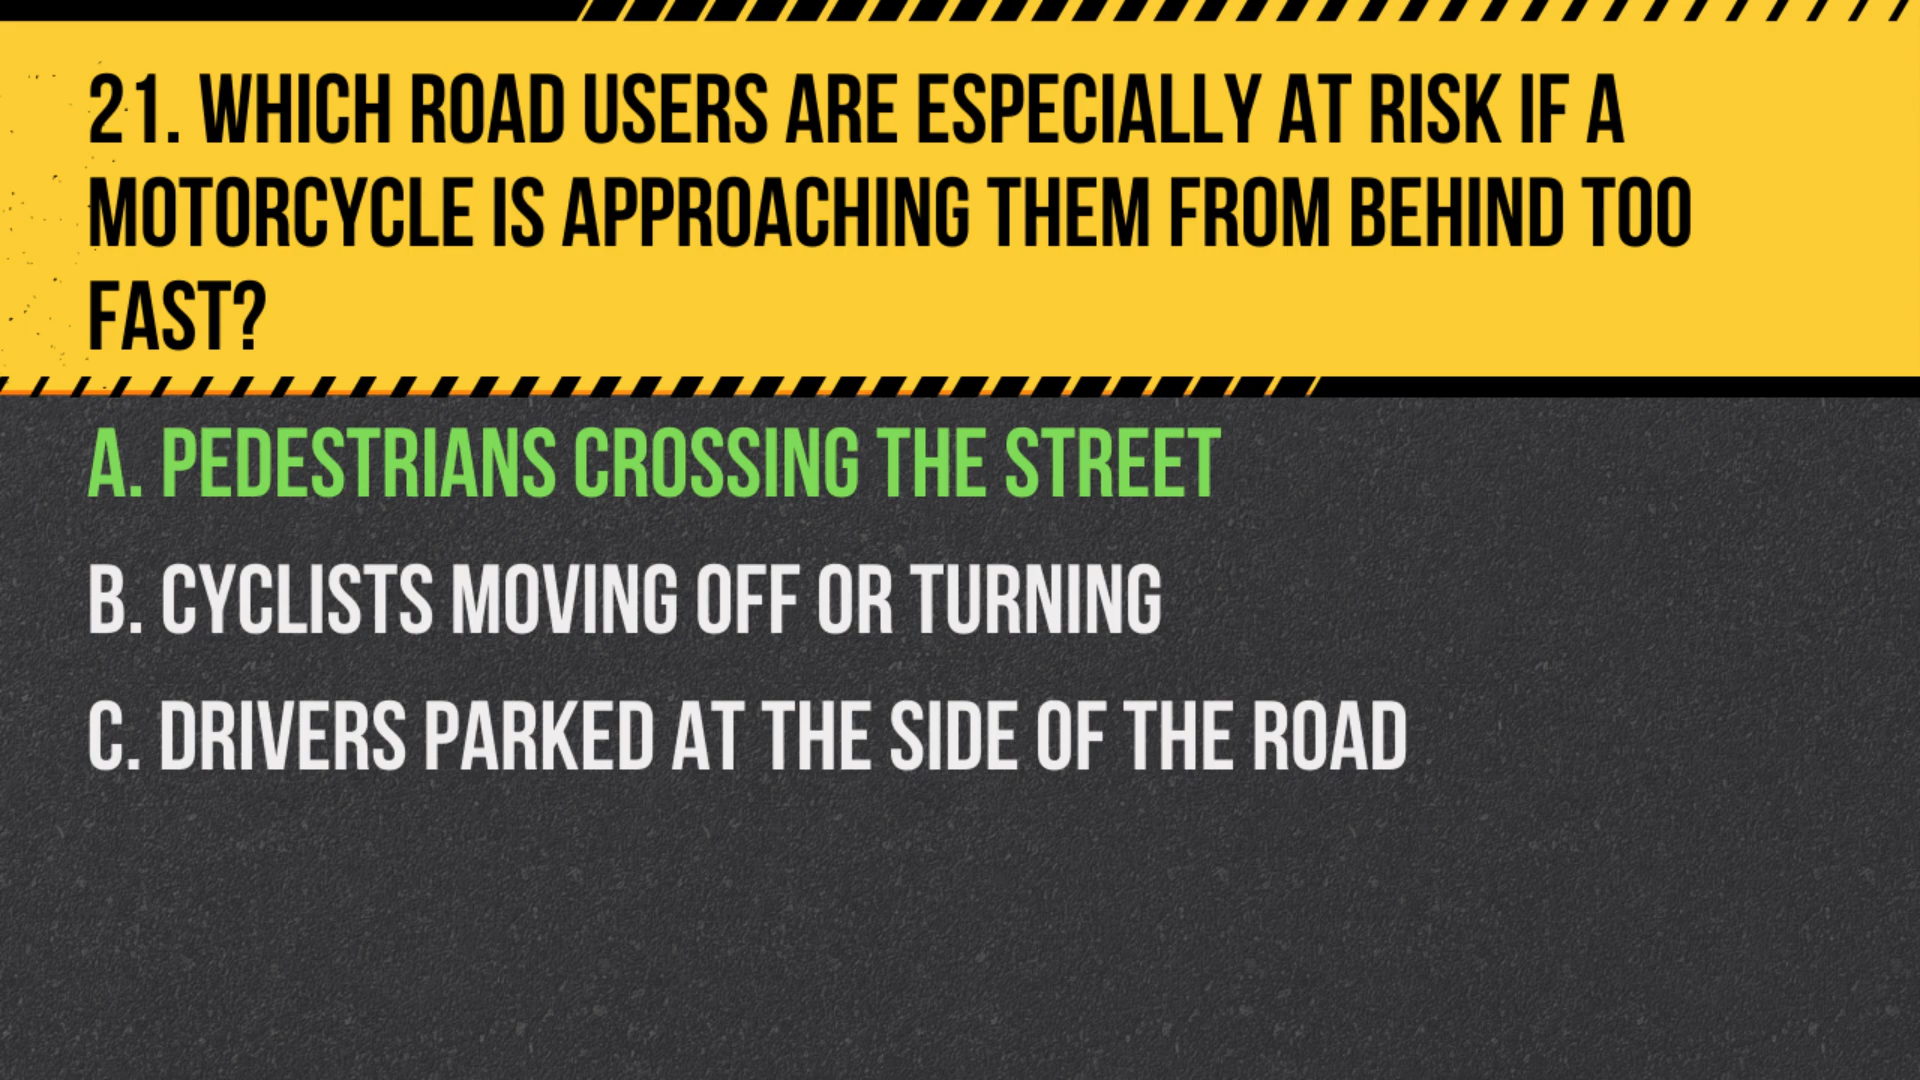 21. WHICH ROAD USERS ARE ESPECIALLY AT RISK IF A
MOTORCYCLE IS APPROACHING THEM FROM BEHIND TOO
FAST?
A. PEDESTRIANS CROSSING THE STREET
B. CYCLISTS MOVING OFF OR TURNING
C. DRIVERS PARKED AT THE SIDE OF THE ROAD